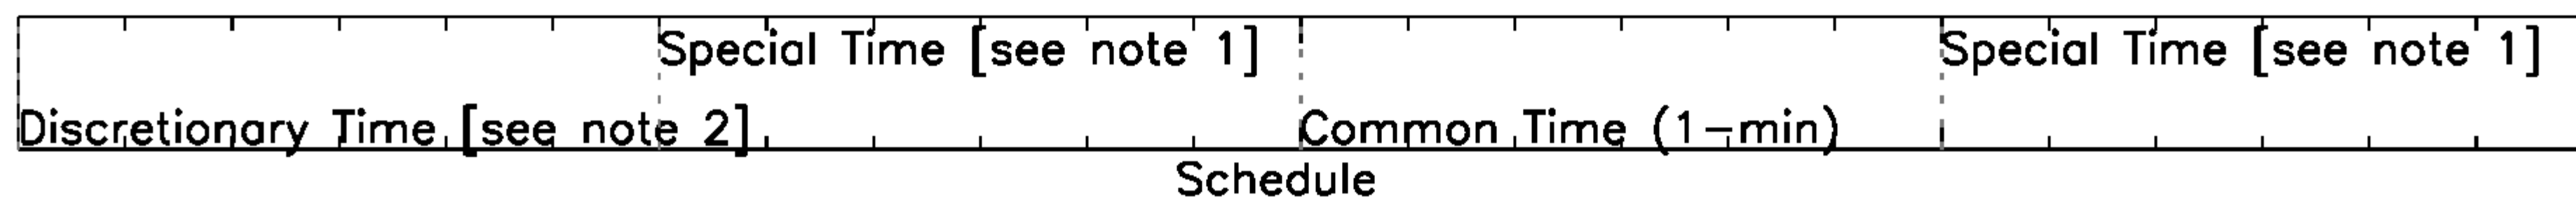 Special Time [see note 1]
Special Time [see note 1]
Discretionary Time [see note 2]
Common Time (1-min)
Schedule